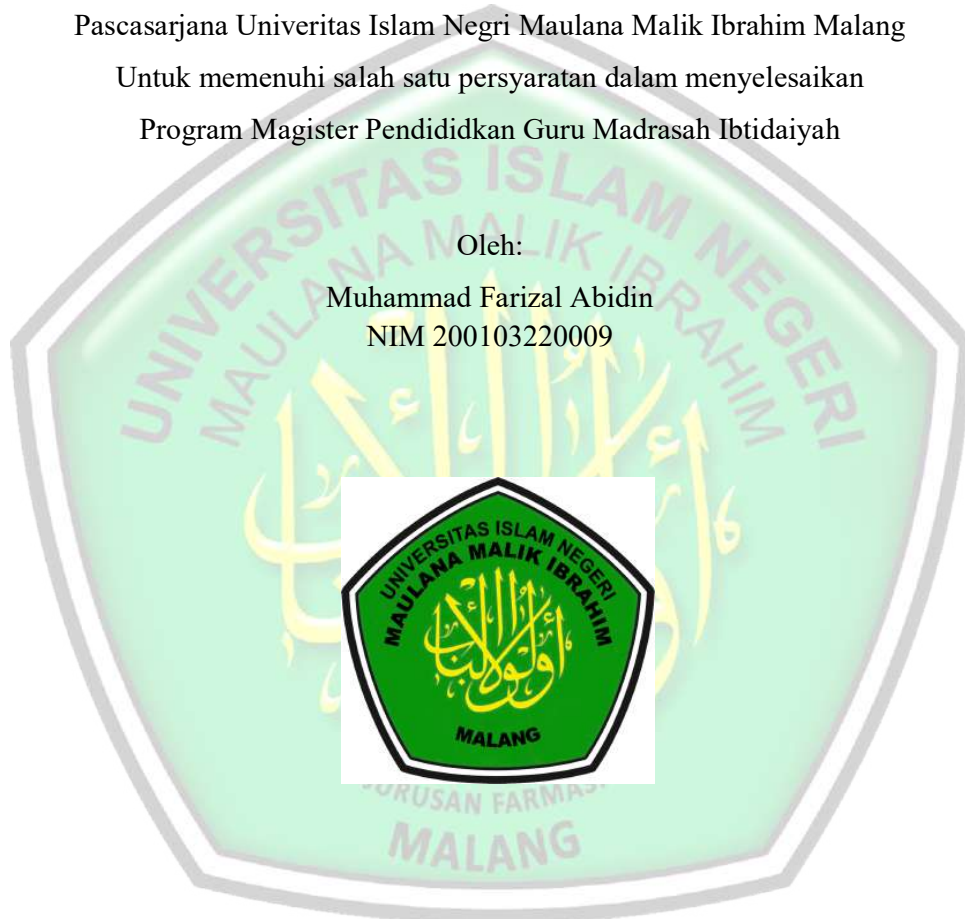 Pascasarjana Univeritas Islam Negri Maulana Malik Ibrahim Malang
Untuk memenuhi salah satu persyaratan dalam menyelesaikan
Program Magister Pendididkan Guru Madrasah Ibtidaiyah
UNIVERSITAS ISLAM NEGERI
MAULANA MALIK IBRAHIM
Oleh:
Muhammad Farizal Abidin
NIM 200103220009
UNIVERSITAS ISLAM NEGERI
MAULANA MALIK IBRAHIM
أولوا الألباب
MALANG
JURUSAN FARMASI
MALANG